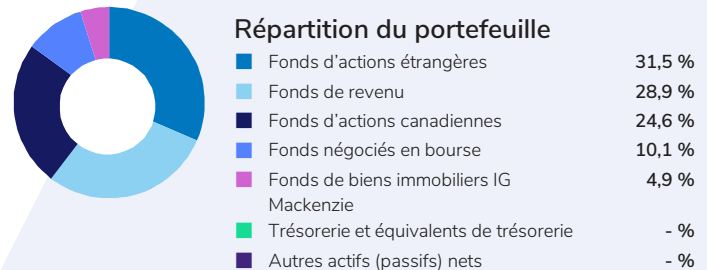 Répartition du portefeuille
Fonds d'actions étrangères 31,5 %
Fonds de revenu 28,9 %
Fonds d'actions canadiennes 24,6 %
Fonds négociés en bourse 10,1 %
Fonds de biens immobiliers IG 4,9 %
Mackenzie
Trésorerie et équivalents de trésorerie - %
Autres actifs (passifs) nets - %